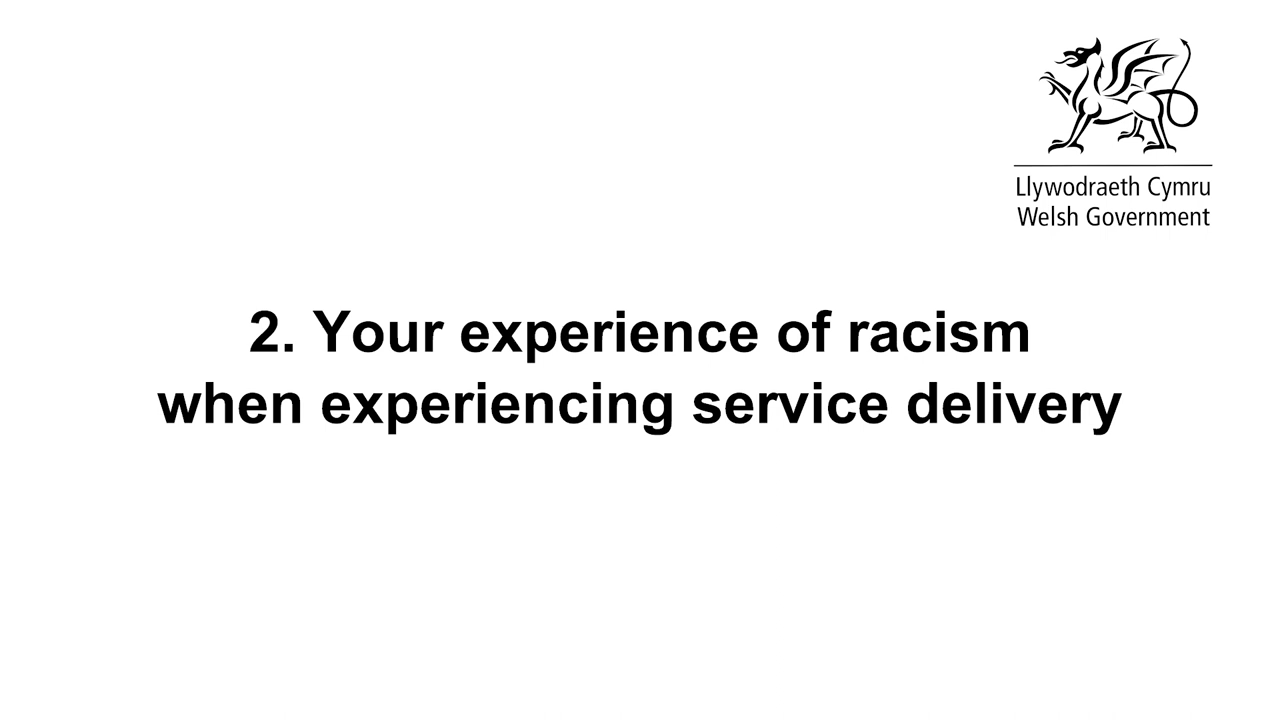 Llywodraeth Cymru
Welsh Government
2. Your experience of racism
when experiencing service delivery